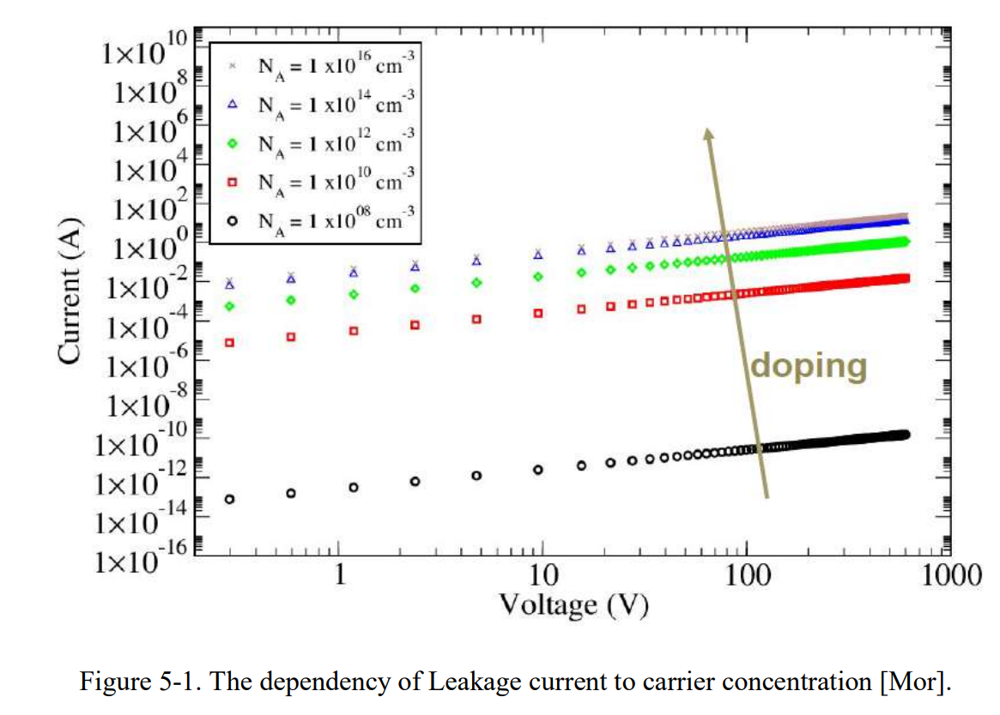 1×10^10
1×10^8
1×10^6
1×10^4
1×10^2
1×10^0
1×10^-2
1×10^-4
1×10^-6
1×10^-8
1×10^-10
1×10^-12
1×10^-14
1×10^-16
Current (A)
N_A = 1 x10^16 cm^-3
N_A = 1 x10^14 cm^-3
N_A = 1 x10^12 cm^-3
N_A = 1 x10^10 cm^-3
N_A = 1 x10^08 cm^-3
doping
1 10 100 1000
Voltage (V)
Figure 5-1. The dependency of Leakage current to carrier concentration [Mor].